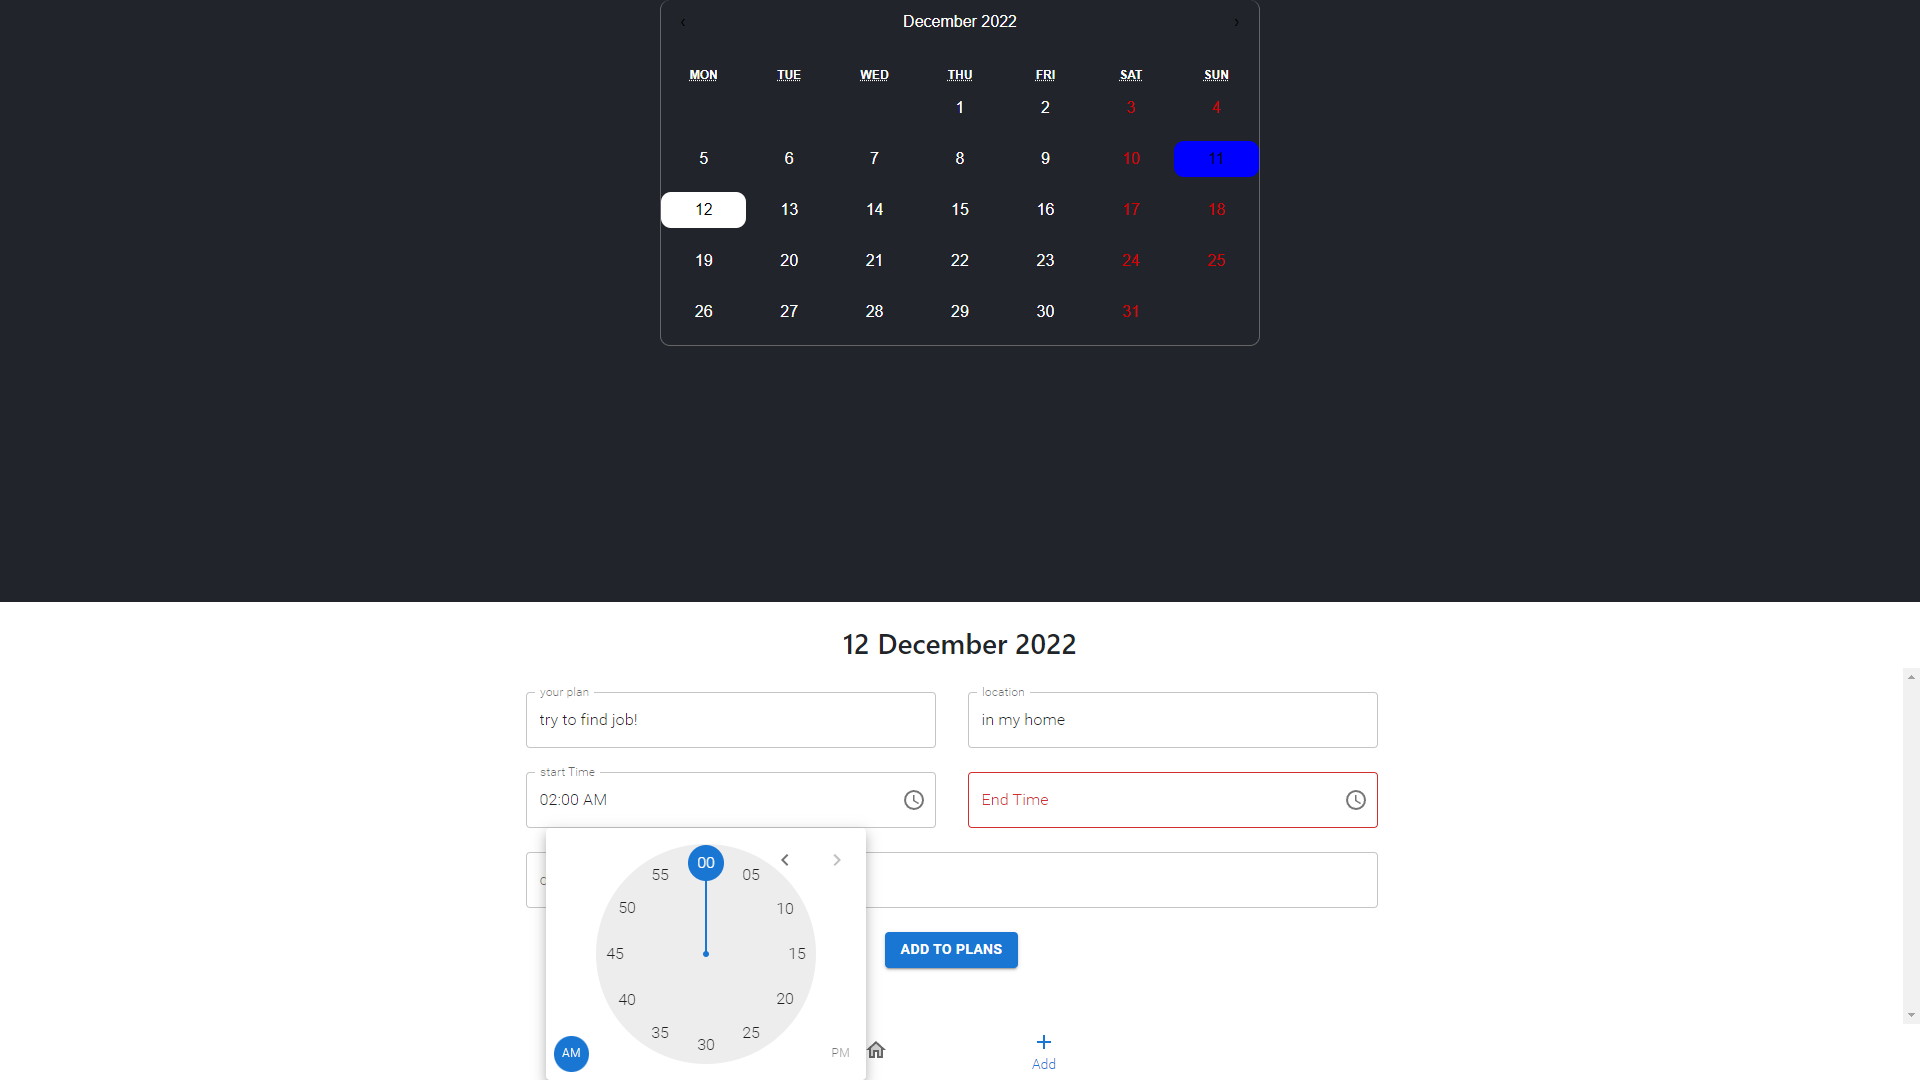 ‹ December 2022 ›
MON TUE WED THU FRI SAT SUN
1 2 3 4
5 6 7 8 9 10 11
12 13 14 15 16 17 18
19 20 21 22 23 24 25
26 27 28 29 30 31
12 December 2022
your plan
try to find job!
location
in my home
start Time
02:00 AM
End Time
00
55 05
50 10
45 15
40 20
35 25
30
AM PM
ADD TO PLANS
Add